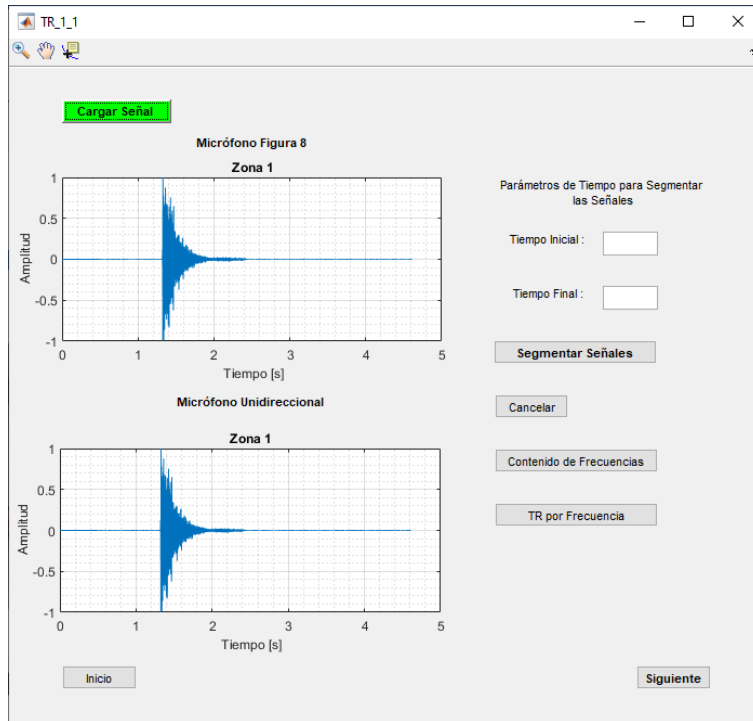 TR_1_1
Cargar Señal
Micrófono Figura 8
Zona 1
1
0.5
0
-0.5
-1
Amplitud
0 1 2 3 4 5
Tiempo [s]
Micrófono Unidireccional
Zona 1
1
0.5
0
-0.5
-1
Amplitud
0 1 2 3 4 5
Tiempo [s]
Inicio
Parámetros de Tiempo para Segmentar
las Señales
Tiempo Inicial :
Tiempo Final :
Segmentar Señales
Cancelar
Contenido de Frecuencias
TR por Frecuencia
Siguiente